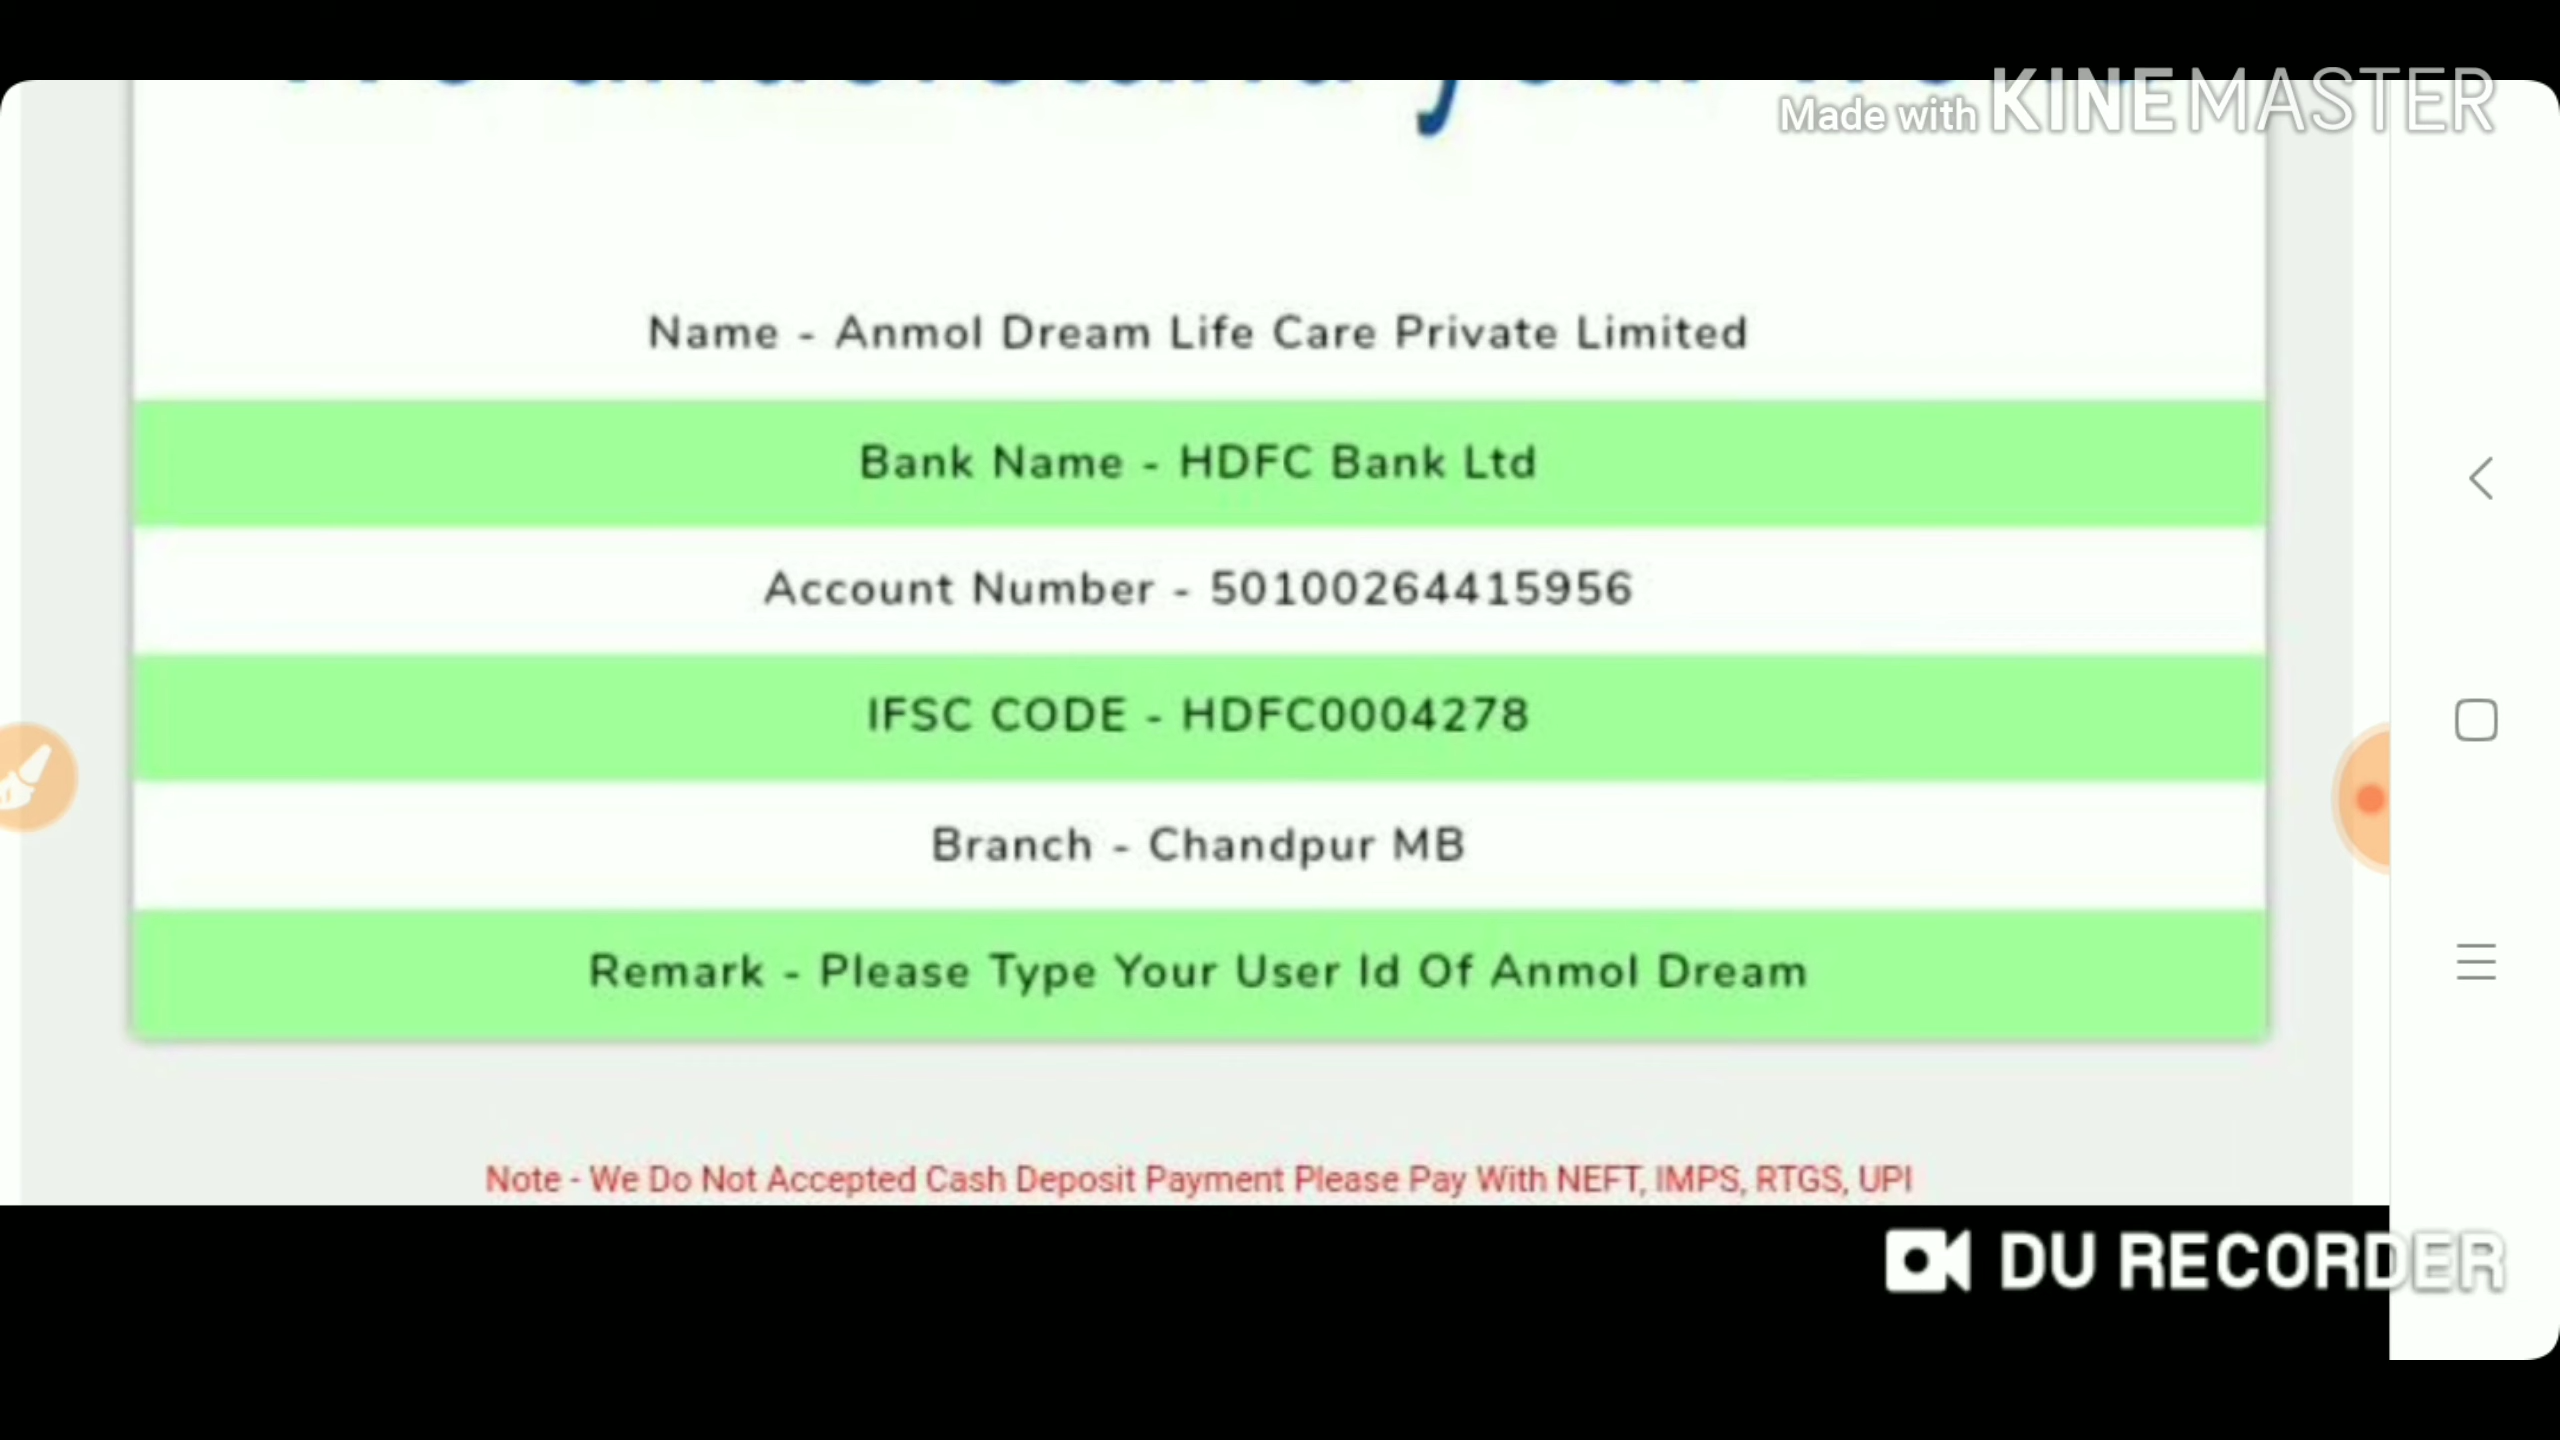 Made with KINEMASTER
Name - Anmol Dream Life Care Private Limited
Bank Name - HDFC Bank Ltd
Account Number - 50100264415956
IFSC CODE - HDFC0004278
Branch - Chandpur MB
Remark - Please Type Your User Id Of Anmol Dream
Note - We Do Not Accepted Cash Deposit Payment Please Pay With NEFT, IMPS, RTGS, UPI
DU RECORDER